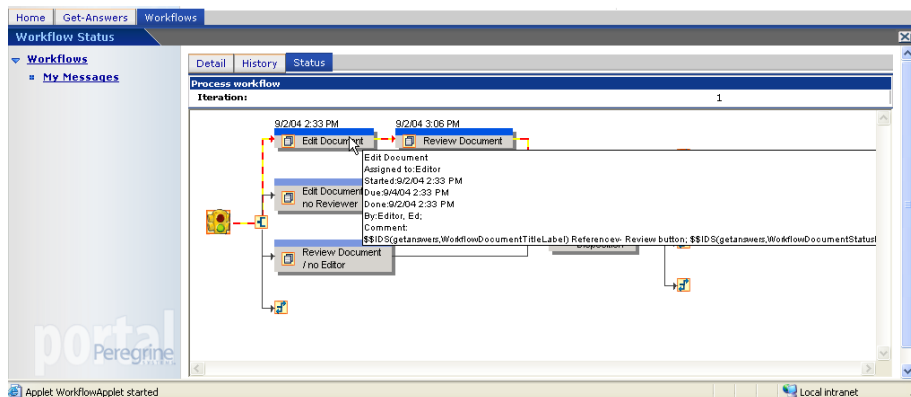 Home Get-Answers Workflows
Workflow Status
Workflows
My Messages
Detail History Status
Process workflow
Iteration: 1
9/2/04 2:33 PM 9/2/04 3:06 PM
Edit Document Review Document
Edit Document
Assigned to:Editor
Started:9/2/04 2:33 PM
Due:9/4/04 2:33 PM
Done:9/2/04 2:33 PM
By:Editor, Ed;
Comment:
$$IDS(getanswers,WorkflowDocumentTitleLabel) Referencev- Review button; $$IDS(getanswers,WorkflowDocumentStatusl
Edit Document
no Reviewer
Review Document
/ no Editor
Disposition
portal
Peregrine
Applet WorkflowApplet started Local intranet